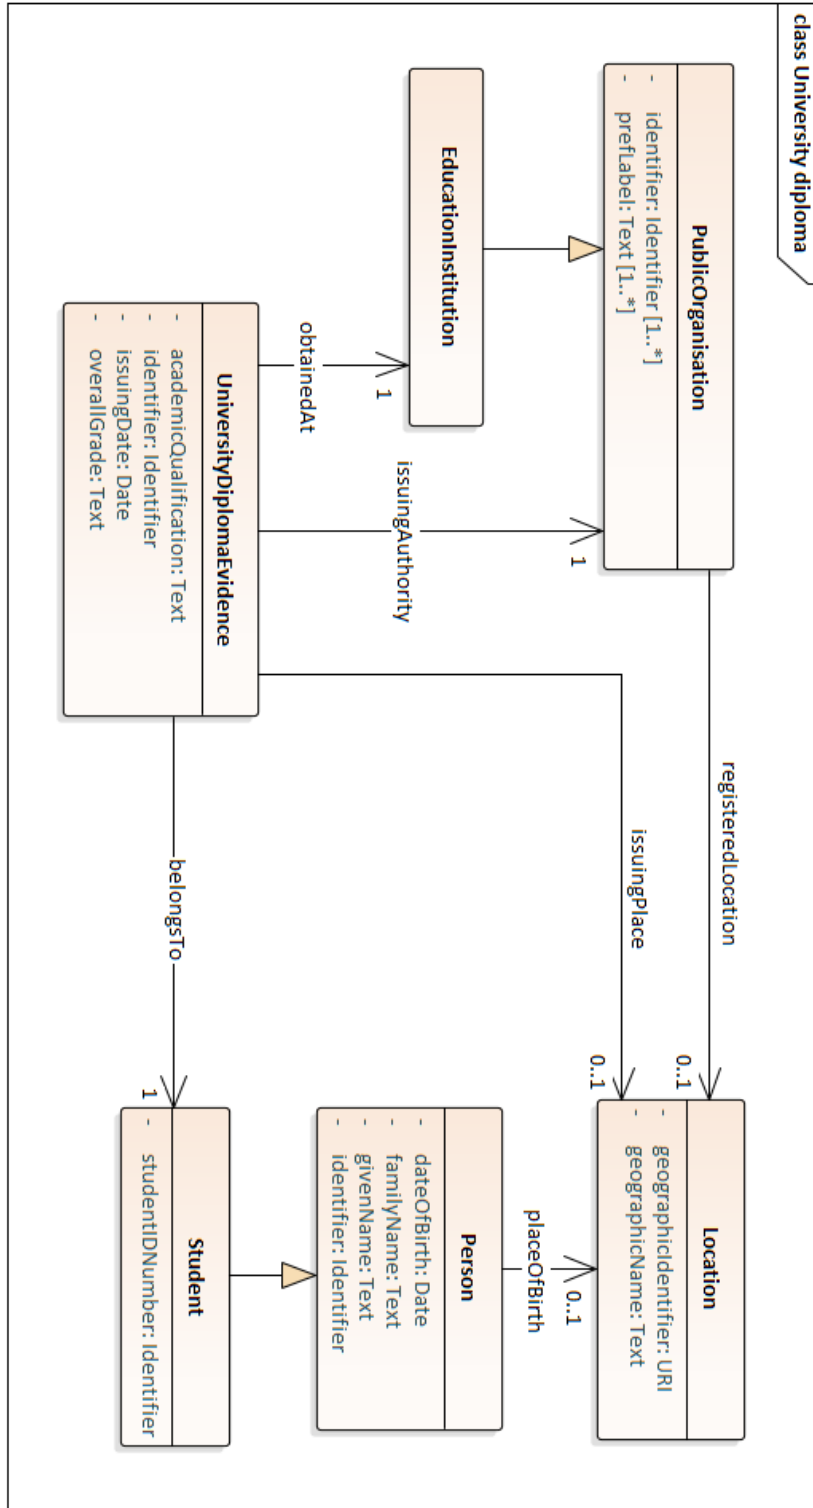 class University diploma
PublicOrganisation
- identifier: Identifier [1..*]
- prefLabel: Text [1..*]
registeredLocation
0..1
Location
- geographicIdentifier: URI
- geographicName: Text
EducationInstitution
1
issuingAuthority
1
obtainedAt
issuingPlace
0..1
placeOfBirth
0..1
Person
- dateOfBirth: Date
- familyName: Text
- givenName: Text
- identifier: Identifier
UniversityDiplomaEvidence
- academicQualification: Text
- identifier: Identifier
- issuingDate: Date
- overallGrade: Text
belongsTo
1
Student
- studentIDNumber: Identifier